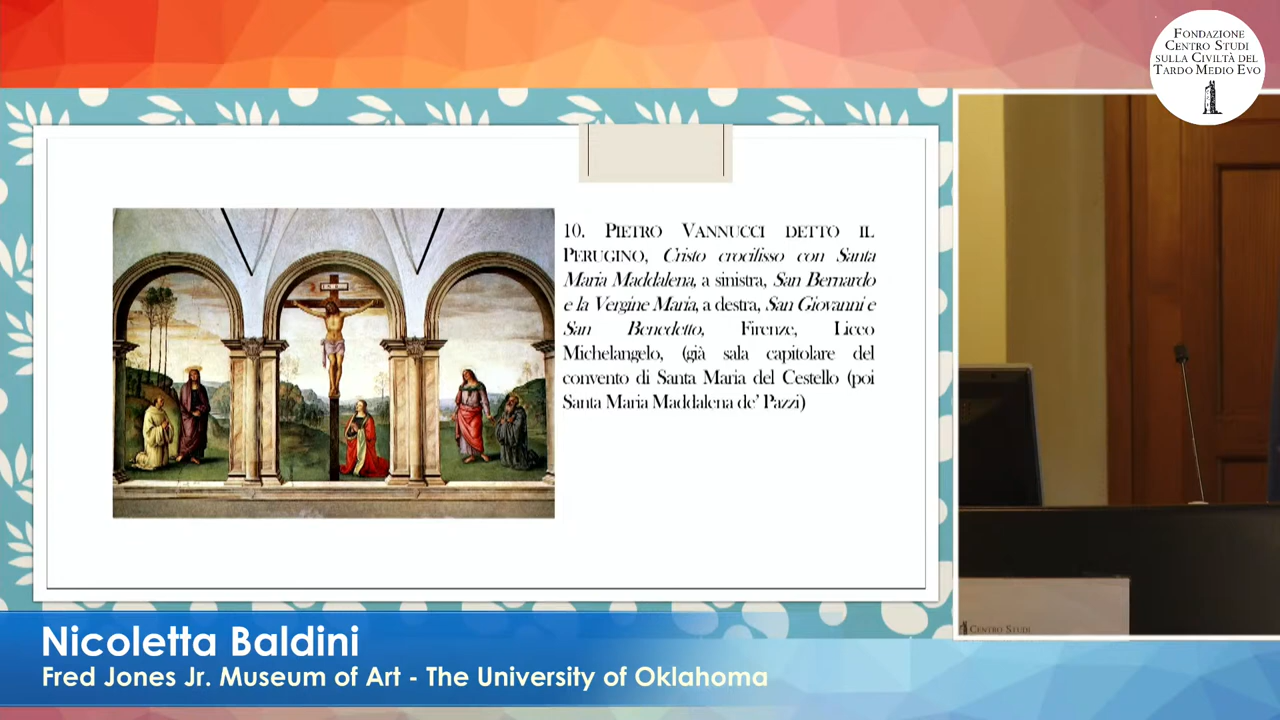 FONDAZIONE
CENTRO STUDI
SULLA CIVILTÀ DEL
TARDO MEDIO EVO
10. PIETRO VANNUCCI DETTO IL
PERUGINO, Cristo crocifisso con Santa
Maria Maddalena, a sinistra, San Bernardo
e la Vergine Maria, a destra, San Giovanni e
San Benedetto, Firenze, Liceo
Michelangelo, (già sala capitolare del
convento di Santa Maria del Cestello (poi
Santa Maria Maddalena de' Pazzi)
CENTRO STUDI
Nicoletta Baldini
Fred Jones Jr. Museum of Art - The University of Oklahoma